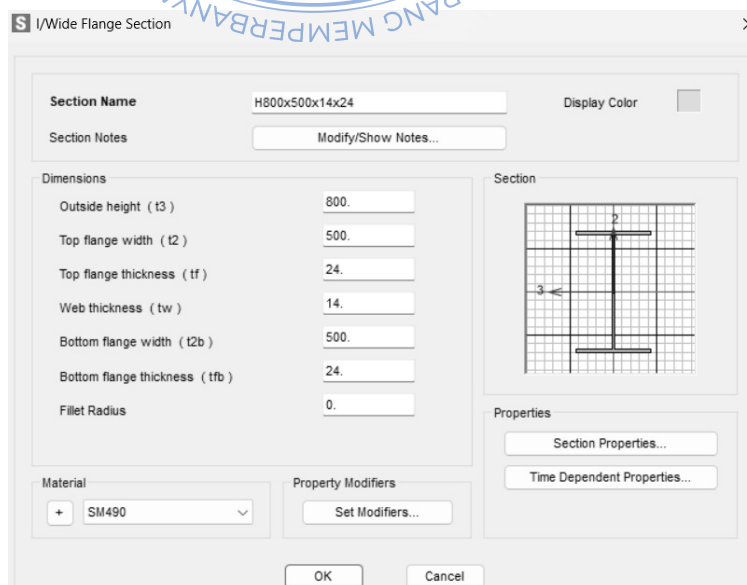 PANG MEMPERBANY
S I/Wide Flange Section
Section Name H800x500x14x24 Display Color
Section Notes Modify/Show Notes...
Dimensions Section
Outside height ( t3 ) 800.
Top flange width ( t2 ) 500.
Top flange thickness ( tf ) 24.
Web thickness ( tw ) 14.
Bottom flange width ( t2b ) 500.
Bottom flange thickness ( tfb ) 24.
Fillet Radius 0.
2
3
Properties
Section Properties...
Time Dependent Properties...
Material Property Modifiers
+ SM490 Set Modifiers...
OK Cancel